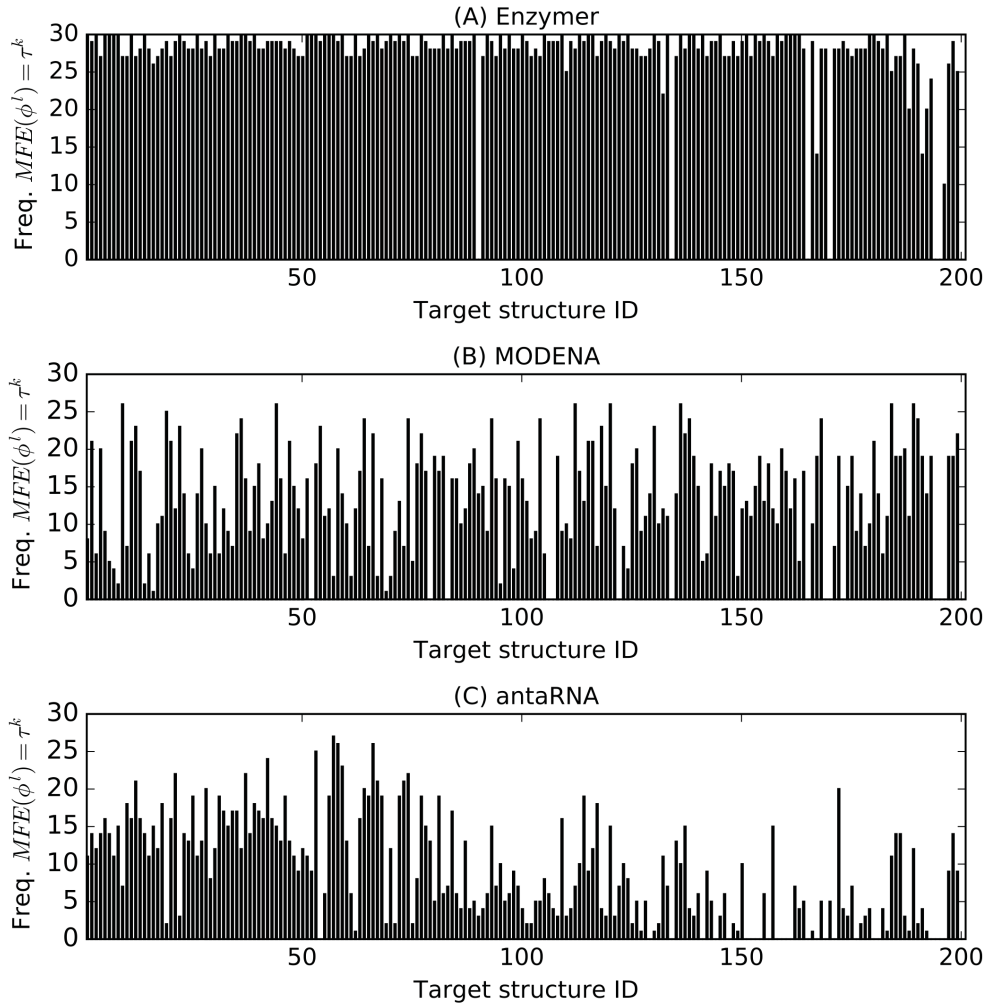 (A) Enzymer
30
25
20
15
10
5
0
Freq. MFE(ϕ^l) = τ^k
50 100 150 200
Target structure ID
(B) MODENA
30
25
20
15
10
5
0
Freq. MFE(ϕ^l) = τ^k
50 100 150 200
Target structure ID
(C) antaRNA
30
25
20
15
10
5
0
Freq. MFE(ϕ^l) = τ^k
50 100 150 200
Target structure ID